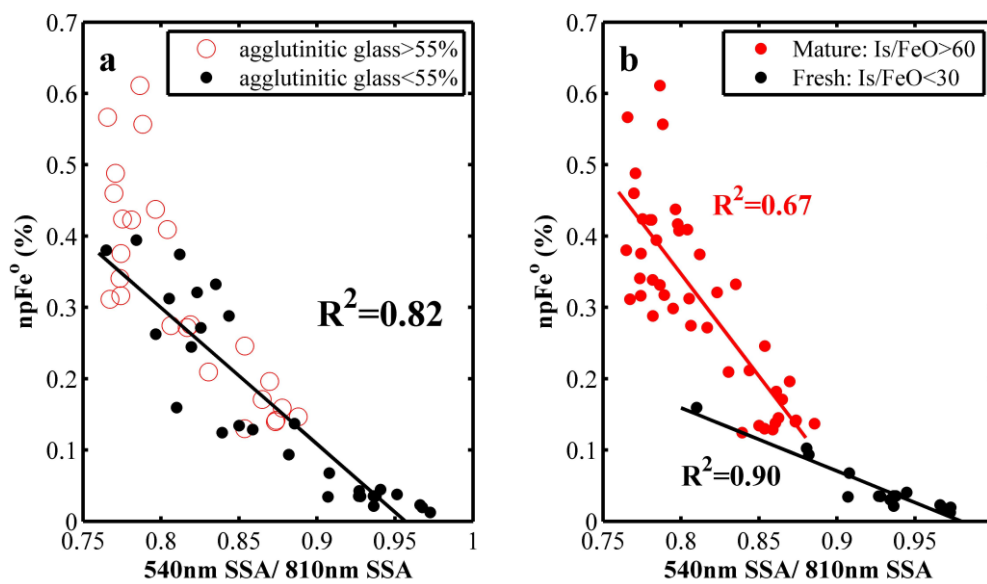 a
agglutinitic glass>55%
agglutinitic glass<55%
R²=0.82
npFeº (%)
0.7
0.6
0.5
0.4
0.3
0.2
0.1
0
0.75
0.8
0.85
0.9
0.95
1
540nm SSA/ 810nm SSA
b
Mature: Is/FeO>60
Fresh: Is/FeO<30
R²=0.67
R²=0.90
npFeº (%)
0.7
0.6
0.5
0.4
0.3
0.2
0.1
0
0.75
0.8
0.85
0.9
0.95
1
540nm SSA/ 810nm SSA